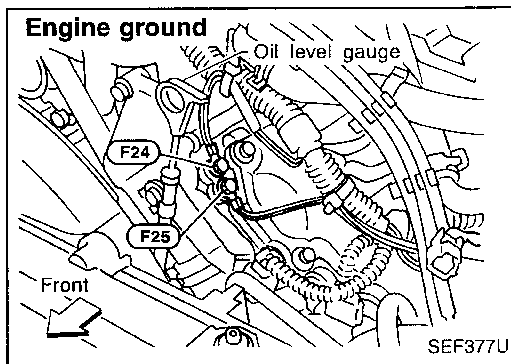 Engine ground
Oil level gauge
F24
F25
Front
SEF377U